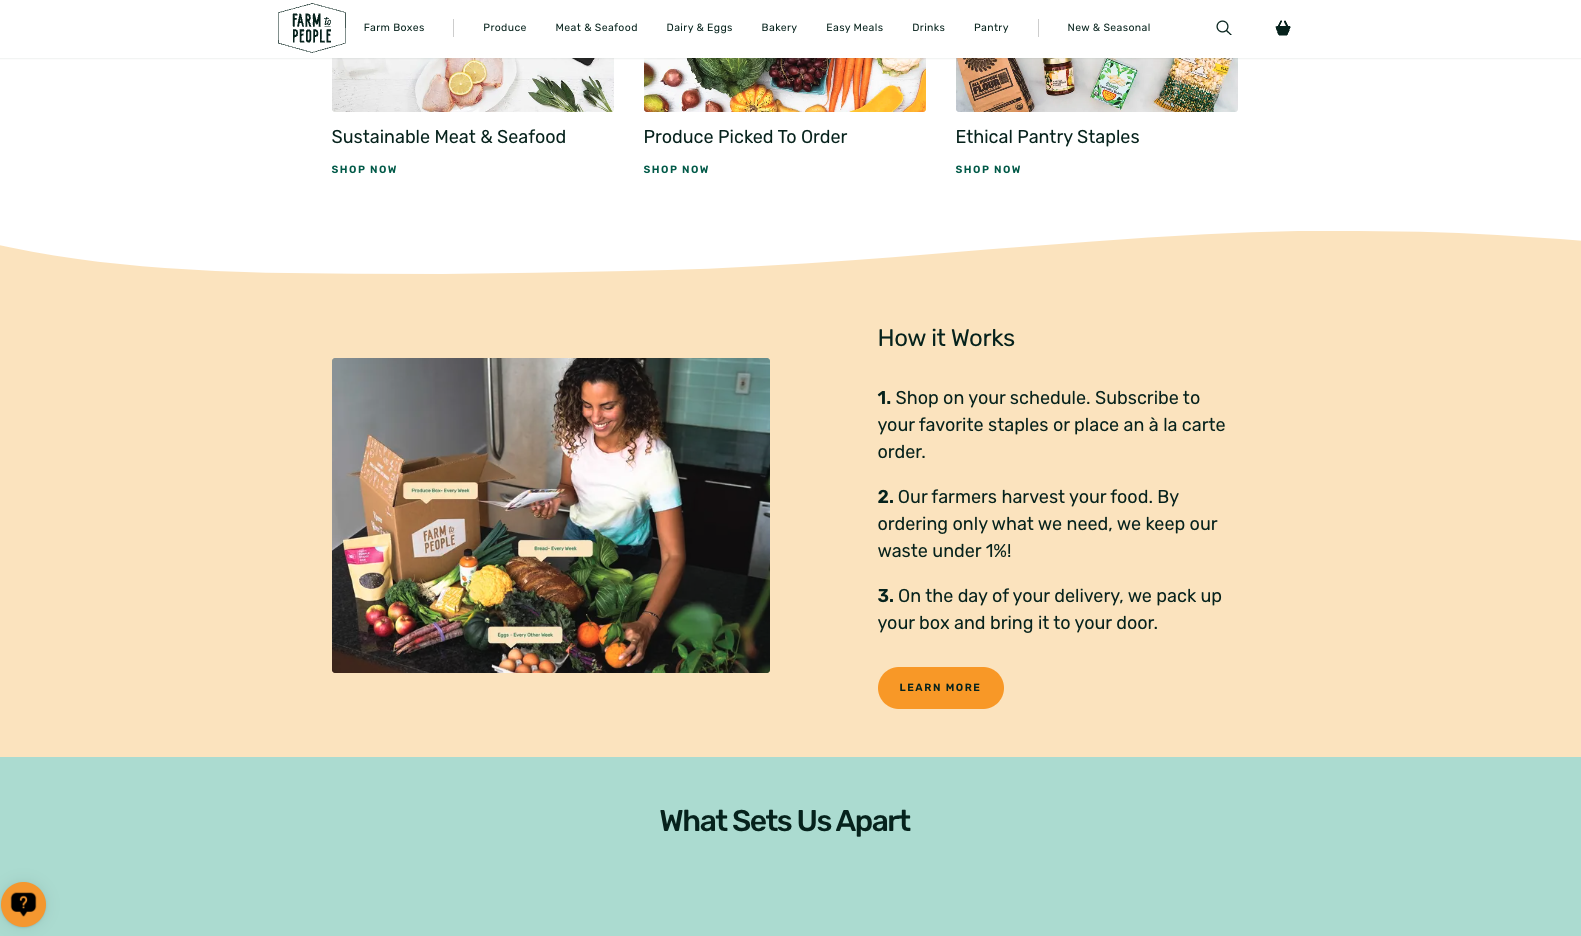 FARM to
PEOPLE
Farm Boxes
Produce
Meat & Seafood
Dairy & Eggs
Bakery
Easy Meals
Drinks
Pantry
New & Seasonal
FLOUR
Sustainable Meat & Seafood
Produce Picked To Order
Ethical Pantry Staples
SHOP NOW
SHOP NOW
SHOP NOW
How it Works
1. Shop on your schedule. Subscribe to
your favorite staples or place an à la carte
order.
2. Our farmers harvest your food. By
ordering only what we need, we keep our
waste under 1%!
3. On the day of your delivery, we pack up
your box and bring it to your door.
LEARN MORE
Produce Box- Every Week
FARM to
PEOPLE
Bread- Every Week
Eggs - Every Other Week
What Sets Us Apart
?